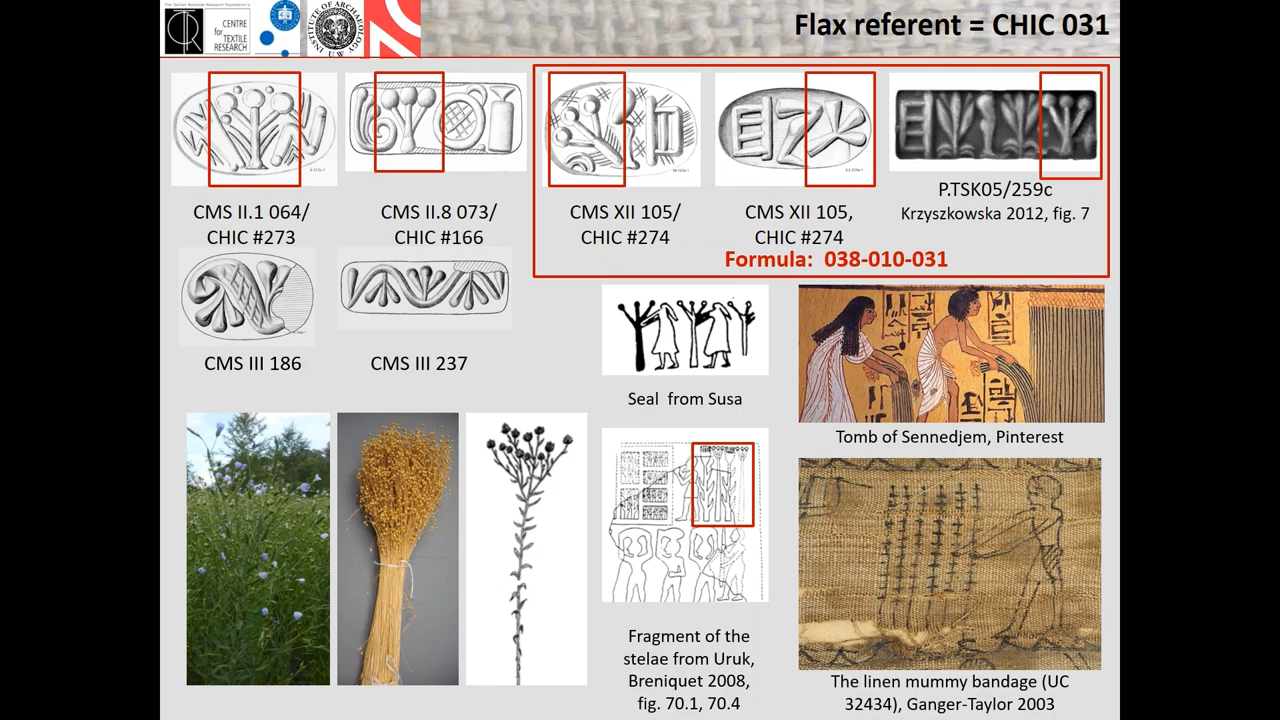 Flax referent = CHIC 031
CENTRE
for
TEXTILE
RESEARCH
INSTITUTE OF ARCHAEOLOGY
U W
CMS II.1 064/
CHIC #273
CMS II.8 073/
CHIC #166
CMS XII 105/
CHIC #274
CMS XII 105,
CHIC #274
P.TSK05/259c
Krzyszkowska 2012, fig. 7
Formula: 038-010-031
CMS III 186
CMS III 237
Seal from Susa
Tomb of Sennedjem, Pinterest
Fragment of the
stelae from Uruk,
Breniquet 2008,
fig. 70.1, 70.4
The linen mummy bandage (UC
32434), Ganger-Taylor 2003